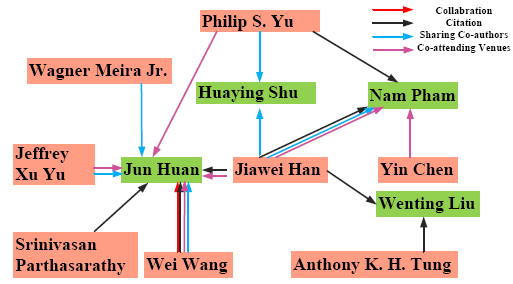 Philip S. Yu
Collabration
Citation
Sharing Co-authors
Co-attending Venues
Wagner Meira Jr.
Huaying Shu
Nam Pham
Jeffrey
Xu Yu
Jun Huan
Jiawei Han
Yin Chen
Wenting Liu
Srinivasan
Parthasarathy
Wei Wang
Anthony K. H. Tung